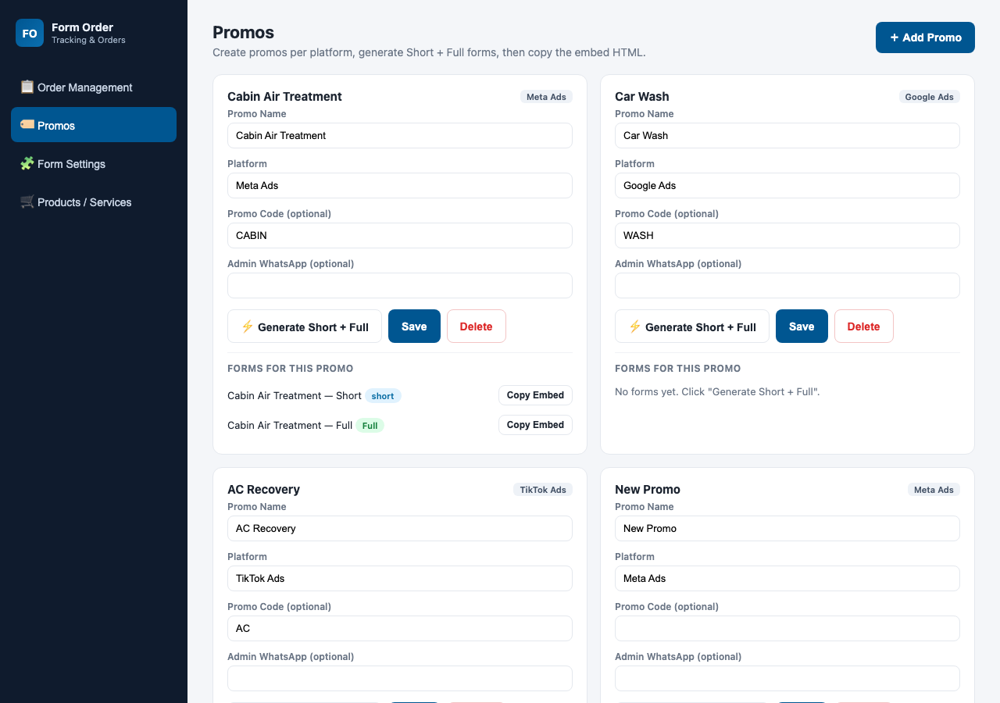 FO
Form Order
Tracking & Orders
Order Management
Promos
Form Settings
Products / Services
Promos
Create promos per platform, generate Short + Full forms, then copy the embed HTML.
+ Add Promo
Cabin Air Treatment
Meta Ads
Promo Name
Cabin Air Treatment
Platform
Meta Ads
Promo Code (optional)
CABIN
Admin WhatsApp (optional)
Generate Short + Full
Save
Delete
FORMS FOR THIS PROMO
Cabin Air Treatment — Short short
Copy Embed
Cabin Air Treatment — Full Full
Copy Embed
Car Wash
Google Ads
Promo Name
Car Wash
Platform
Google Ads
Promo Code (optional)
WASH
Admin WhatsApp (optional)
Generate Short + Full
Save
Delete
FORMS FOR THIS PROMO
No forms yet. Click "Generate Short + Full".
AC Recovery
TikTok Ads
Promo Name
AC Recovery
Platform
TikTok Ads
Promo Code (optional)
AC
Admin WhatsApp (optional)
New Promo
Meta Ads
Promo Name
New Promo
Platform
Meta Ads
Promo Code (optional)
Admin WhatsApp (optional)